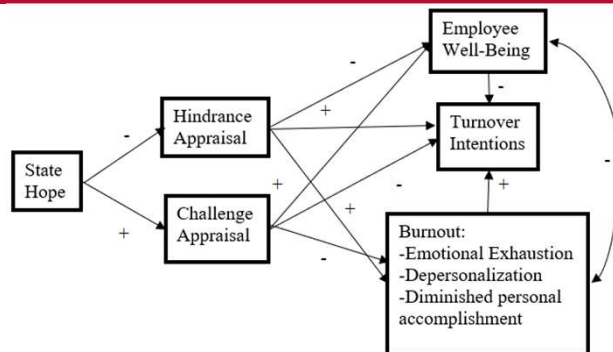 Employee
Well-Being
-
-
+
Hindrance
Appraisal
Turnover
Intentions
-
-
State
Hope
+
-
+
+
Challenge
Appraisal
+
-
Burnout:
-Emotional Exhaustion
-Depersonalization
-Diminished personal
accomplishment